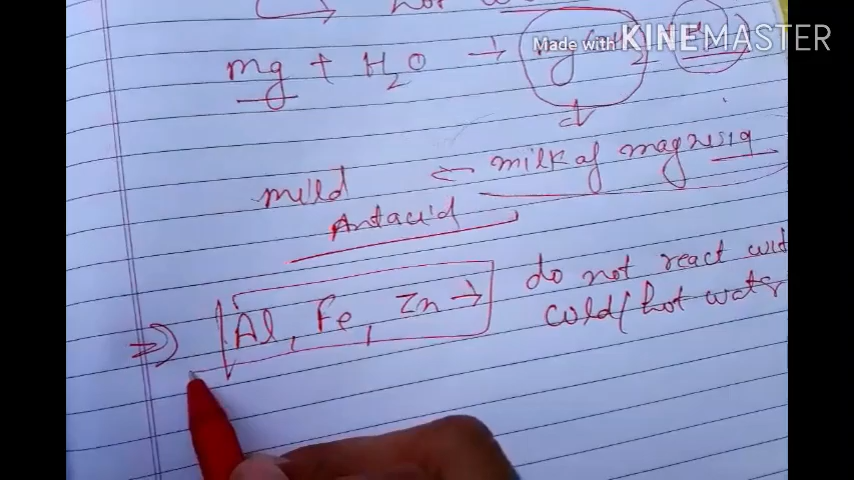 Made with KINEMASTER
mg + H2O →
milk of magnesia
mild ←
Antacid
⇒ Al, Fe, Zn → do not react wit
cold/hot water